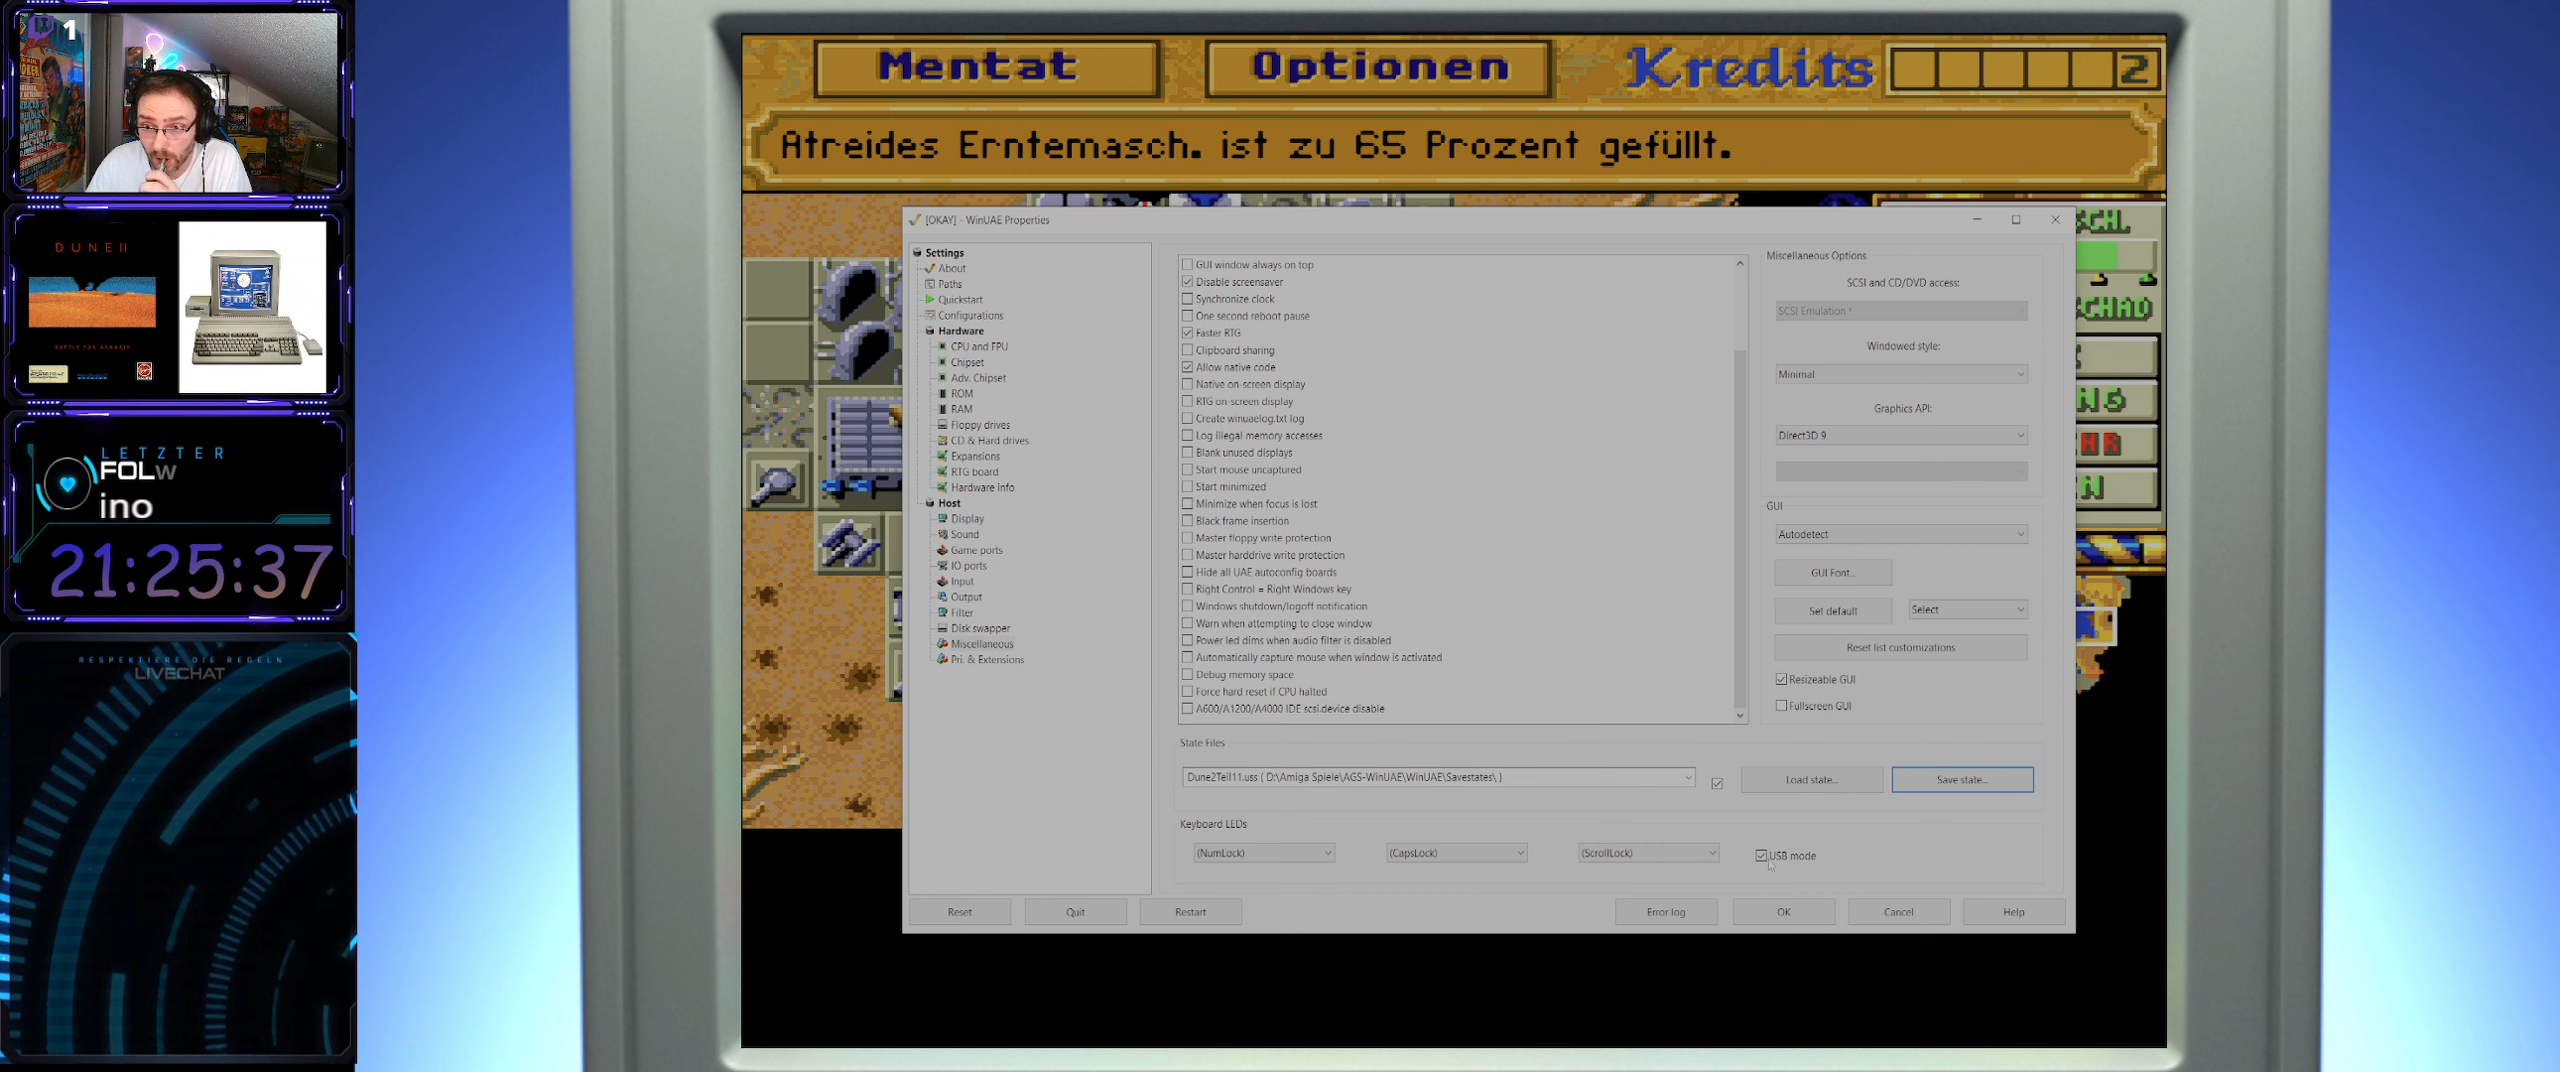 1
DUNE II
BATTLE FOR ARRAKIS
LETZTER
FOLW
ino
21:25:37
RESPEKTIERE DIE REGELN
LIVECHAT
Mentat
Optionen
Kredits
2
Atreides Erntemasch. ist zu 65 Prozent gefüllt.
[OKAY] - WinUAE Properties
Settings
About
Paths
Quickstart
Configurations
Hardware
CPU and FPU
Chipset
Adv. Chipset
ROM
RAM
Floppy drives
CD & Hard drives
Expansions
RTG board
Hardware info
Host
Display
Sound
Game ports
IO ports
Input
Output
Filter
Disk swapper
Miscellaneous
Pri. & Extensions
GUI window always on top
Disable screensaver
Synchronize clock
One second reboot pause
Faster RTG
Clipboard sharing
Allow native code
Native on-screen display
RTG on-screen display
Create winuaelog.txt log
Log illegal memory accesses
Blank unused displays
Start mouse uncaptured
Start minimized
Minimize when focus is lost
Black frame insertion
Master floppy write protection
Master harddrive write protection
Hide all UAE autoconfig boards
Right Control = Right Windows key
Windows shutdown/logoff notification
Warn when attempting to close window
Power led dims when audio filter is disabled
Automatically capture mouse when window is activated
Debug memory space
Force hard reset if CPU halted
A600/A1200/A4000 IDE scsi.device disable
Miscellaneous Options
SCSI and CD/DVD access:
SCSI Emulation *
Windowed style:
Minimal
Graphics API:
Direct3D 9
GUI
Autodetect
GUI Font...
Set default
Select
Reset list customizations
Resizeable GUI
Fullscreen GUI
State Files
Dune2Teil11.uss ( D:\Amiga Spiele\AGS-WinUAE\WinUAE\Savestates\ )
Load state...
Save state...
Keyboard LEDs
(NumLock)
(CapsLock)
(ScrollLock)
USB mode
Reset
Quit
Restart
Error log
OK
Cancel
Help